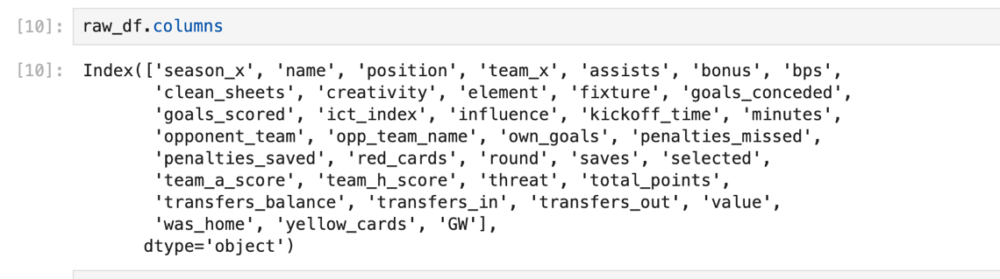 [10]: raw_df.columns
[10]: Index(['season_x', 'name', 'position', 'team_x', 'assists', 'bonus', 'bps',
'clean_sheets', 'creativity', 'element', 'fixture', 'goals_conceded',
'goals_scored', 'ict_index', 'influence', 'kickoff_time', 'minutes',
'opponent_team', 'opp_team_name', 'own_goals', 'penalties_missed',
'penalties_saved', 'red_cards', 'round', 'saves', 'selected',
'team_a_score', 'team_h_score', 'threat', 'total_points',
'transfers_balance', 'transfers_in', 'transfers_out', 'value',
'was_home', 'yellow_cards', 'GW'],
dtype='object')